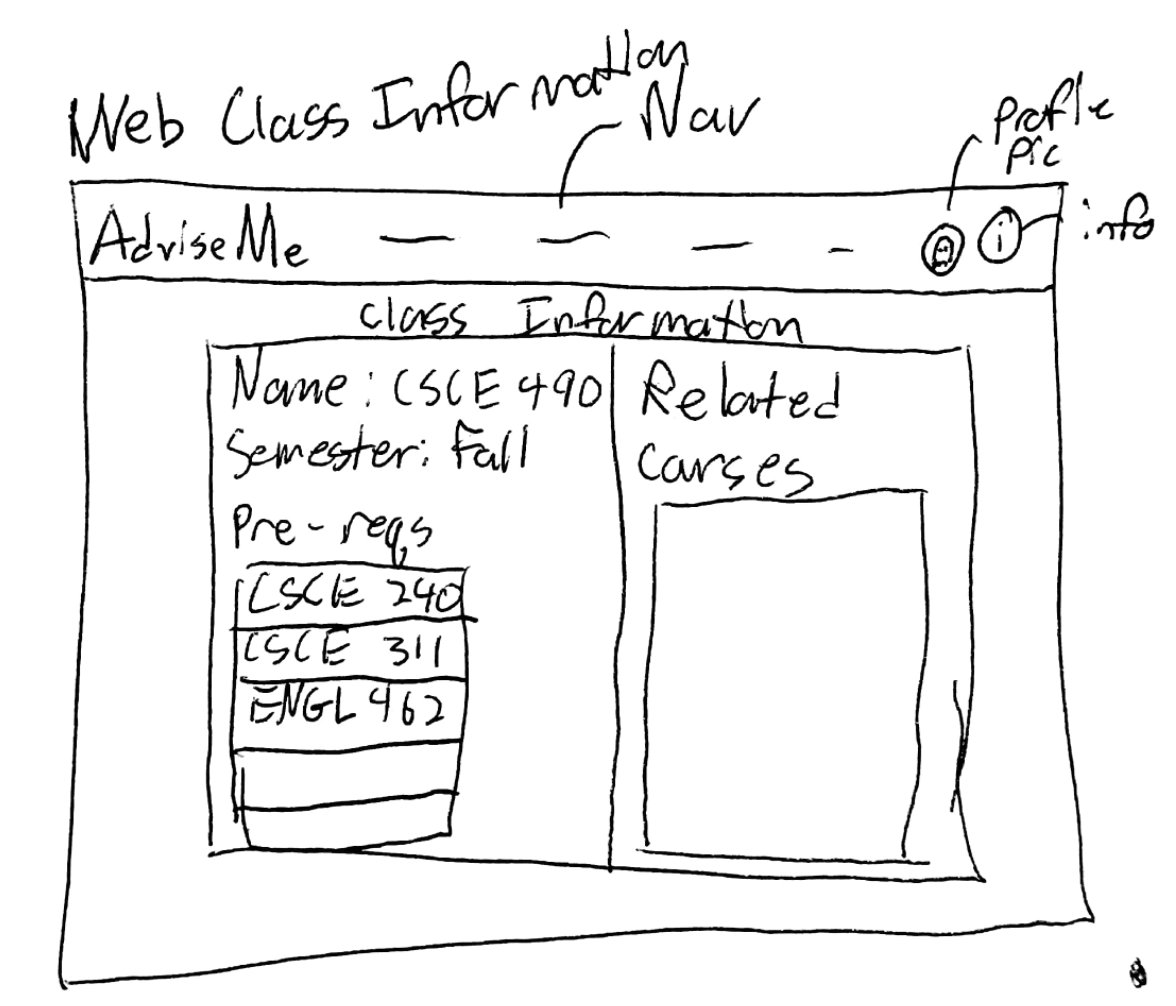 Web Class Information
Nav
Profile
pic
AdviseMe
i
info
Class Information
Name: CSCE 490
Semester: Fall
Pre-reqs
CSCE 240
CSCE 311
ENGL 462
Related
Courses